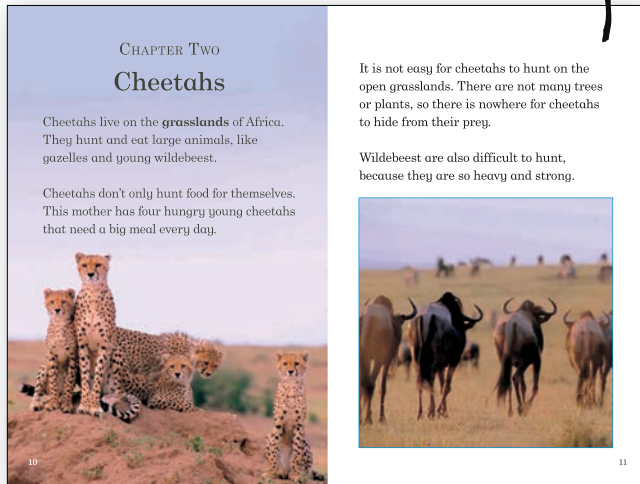 CHAPTER TWO
Cheetahs
Cheetahs live on the grasslands of Africa.
They hunt and eat large animals, like
gazelles and young wildebeest.
Cheetahs don't only hunt food for themselves.
This mother has four hungry young cheetahs
that need a big meal every day.
10
It is not easy for cheetahs to hunt on the
open grasslands. There are not many trees
or plants, so there is nowhere for cheetahs
to hide from their prey.
Wildebeest are also difficult to hunt,
because they are so heavy and strong.
11